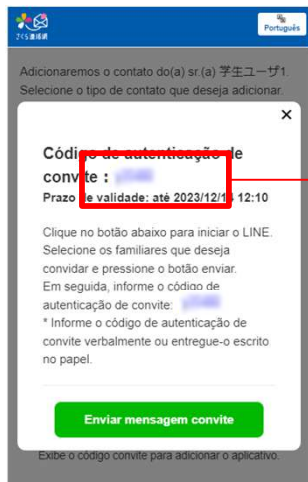 さくら連絡網
Português
Adicionaremos o contato do(a) sr.(a) 学生ユーザ1.
Selecione o tipo de contato que deseja adicionar.
×
Código de autenticação de
convite :
Prazo de validade: até 2023/12/14 12:10
Clique no botão abaixo para iniciar o LINE.
Selecione os familiares que deseja
convidar e pressione o botão enviar.
Em seguida, informe o código de
autenticação de convite:
* Informe o código de autenticação de
convite verbalmente ou entregue-o escrito
no papel.
Enviar mensagem convite
Exibe o código convite para adicionar o aplicativo.